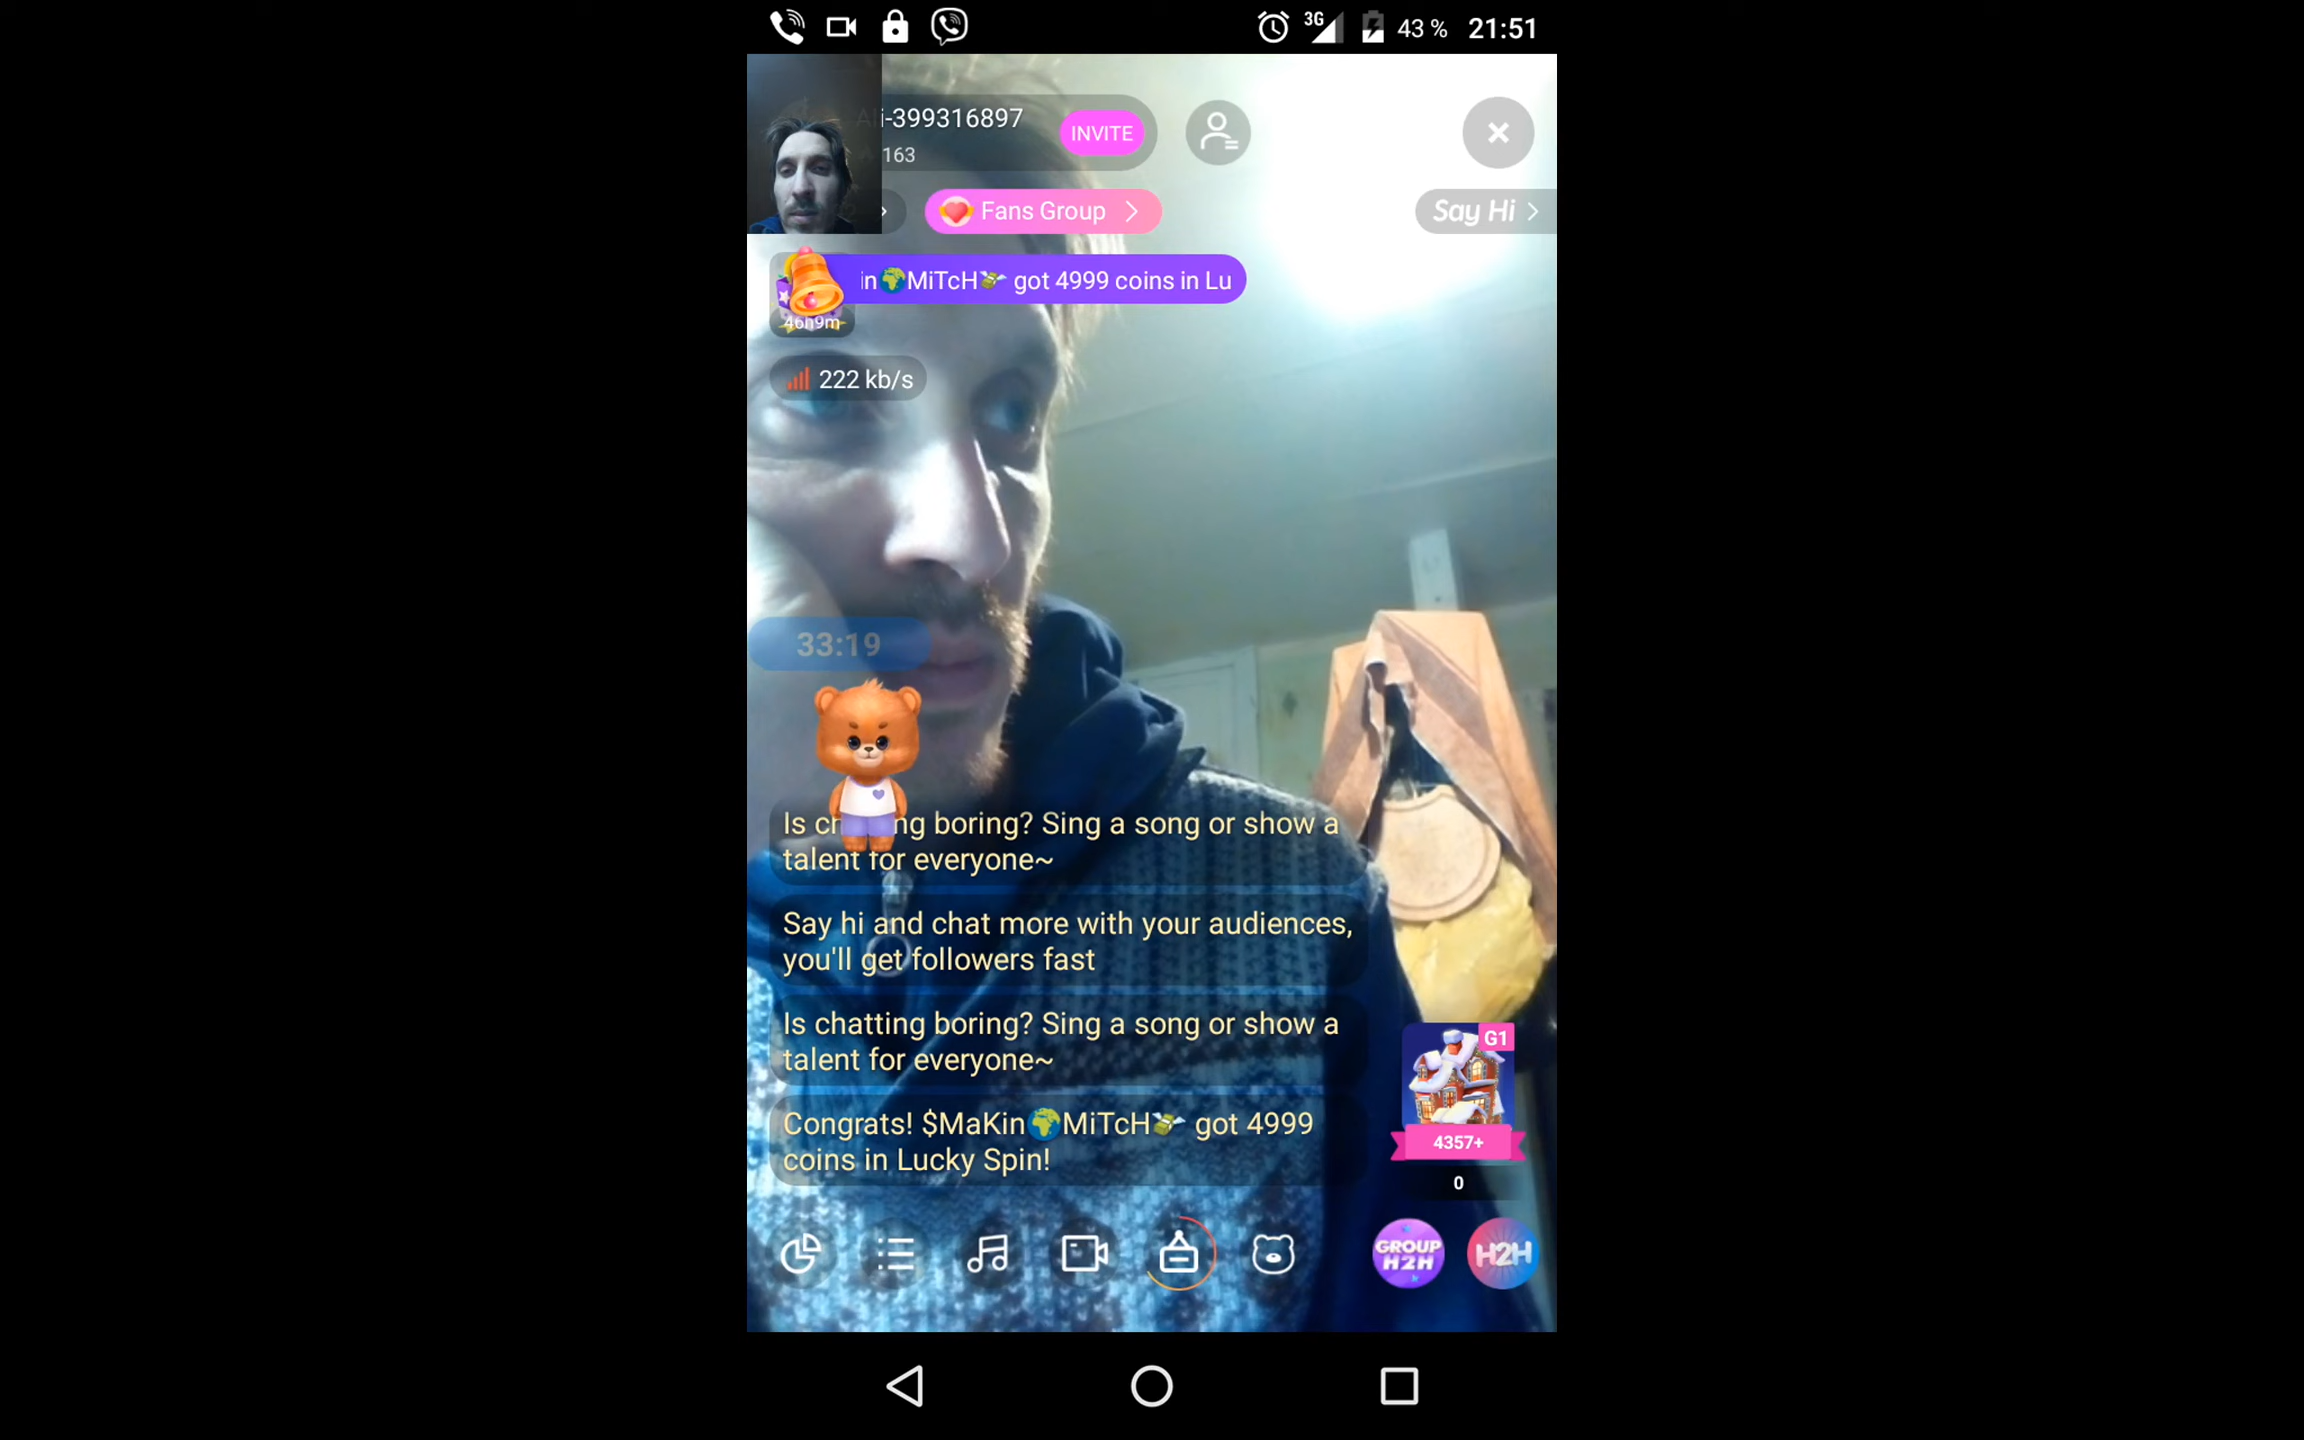 3G 43 % 21:51
Ali-399316897
INVITE
163
Fans Group
Say Hi
in🌍MiTcH💸 got 4999 coins in Lu
46h9m
222 kb/s
33:19
Is ch ng boring? Sing a song or show a
talent for everyone~
Say hi and chat more with your audiences,
you'll get followers fast
Is chatting boring? Sing a song or show a
talent for everyone~
Congrats! $MaKin🌍MiTcH💸 got 4999
coins in Lucky Spin!
G1
4357+
0
GROUP
H2H
H2H